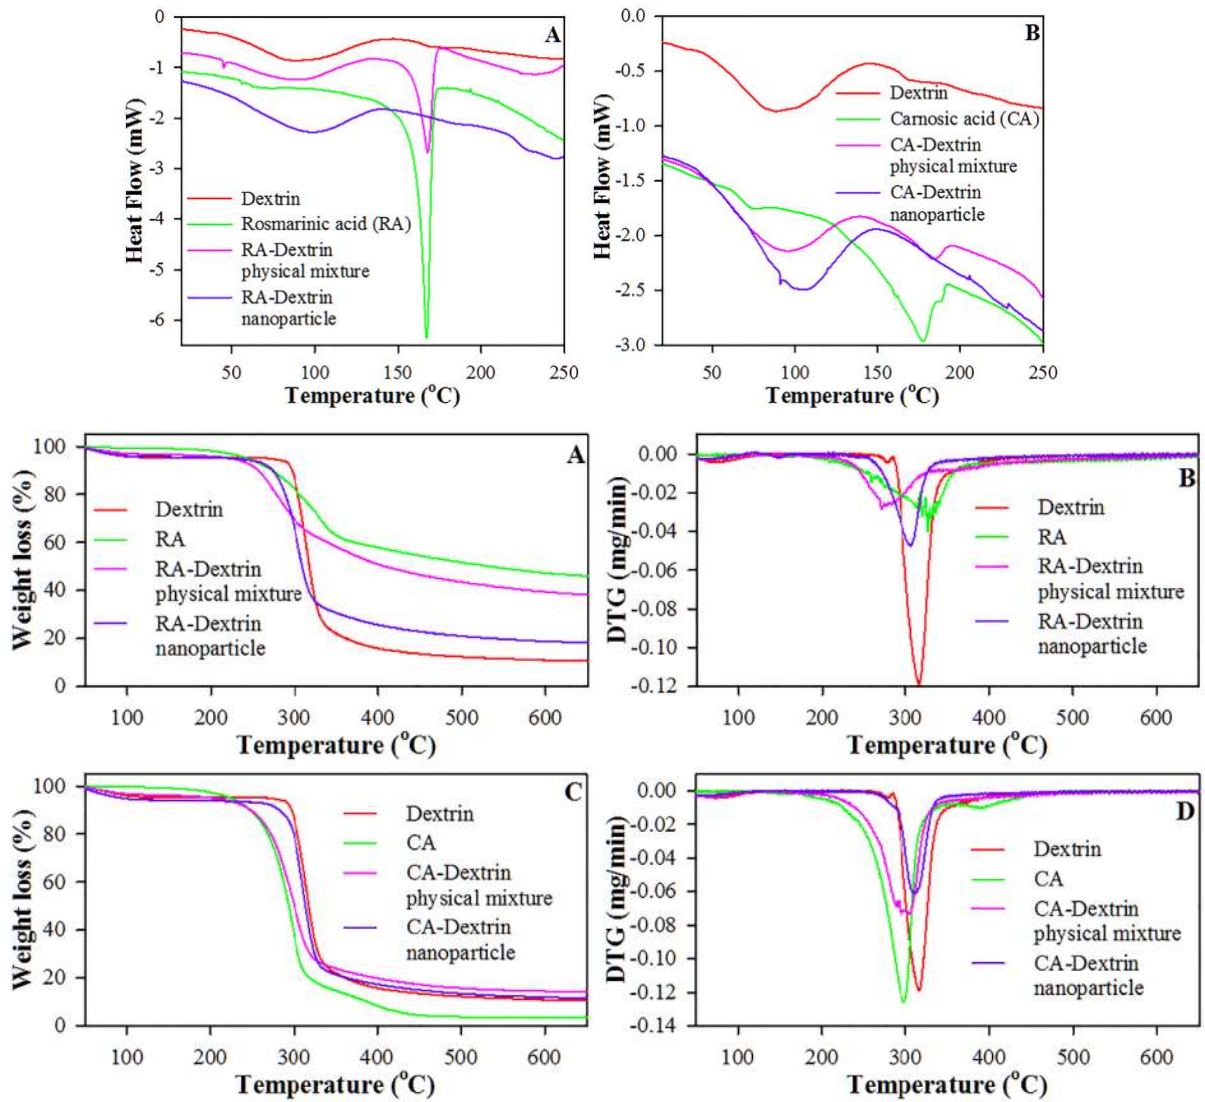 A
0
-1
-2
-3
-4
-5
-6
Heat Flow (mW)
Dextrin
Rosmarinic acid (RA)
RA-Dextrin
physical mixture
RA-Dextrin
nanoparticle
50 100 150 200 250
Temperature (°C)
B
0.0
-0.5
-1.0
-1.5
-2.0
-2.5
-3.0
Heat Flow (mW)
Dextrin
Carnosic acid (CA)
CA-Dextrin
physical mixture
CA-Dextrin
nanoparticle
50 100 150 200 250
Temperature (°C)
A
100
80
60
40
20
0
Weight loss (%)
Dextrin
RA
RA-Dextrin
physical mixture
RA-Dextrin
nanoparticle
100 200 300 400 500 600
Temperature (°C)
B
0.00
-0.02
-0.04
-0.06
-0.08
-0.10
-0.12
DTG (mg/min)
Dextrin
RA
RA-Dextrin
physical mixture
RA-Dextrin
nanoparticle
100 200 300 400 500 600
Temperature (°C)
C
100
80
60
40
20
0
Weight loss (%)
Dextrin
CA
CA-Dextrin
physical mixture
CA-Dextrin
nanoparticle
100 200 300 400 500 600
Temperature (°C)
D
0.00
-0.02
-0.04
-0.06
-0.08
-0.10
-0.12
-0.14
DTG (mg/min)
Dextrin
CA
CA-Dextrin
physical mixture
CA-Dextrin
nanoparticle
100 200 300 400 500 600
Temperature (°C)